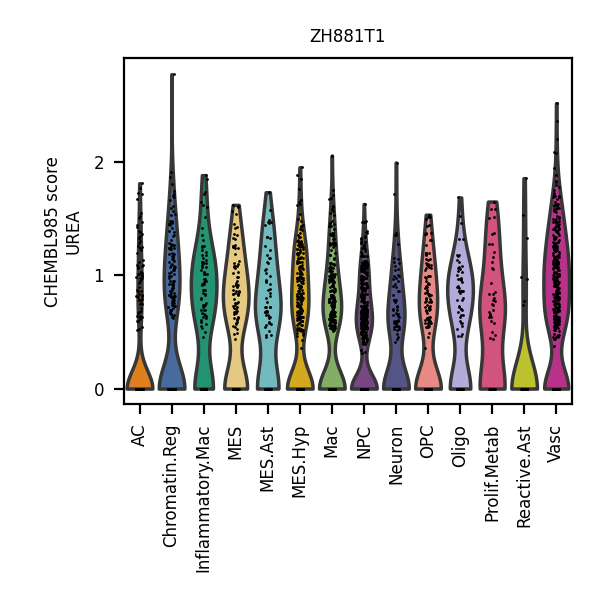 ZH881T1
CHEMBL985 score
UREA
2
1
0
AC
Chromatin.Reg
Inflammatory.Mac
MES
MES.Ast
MES.Hyp
Mac
NPC
Neuron
OPC
Oligo
Prolif.Metab
Reactive.Ast
Vasc